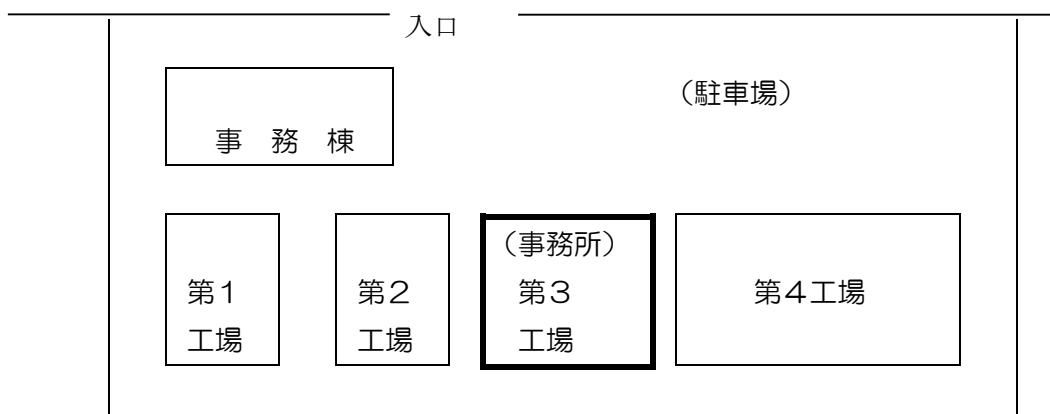 入口
（駐車場）
事　務　棟
（事務所）
第１
工場
第２
工場
第３
工場
第４工場